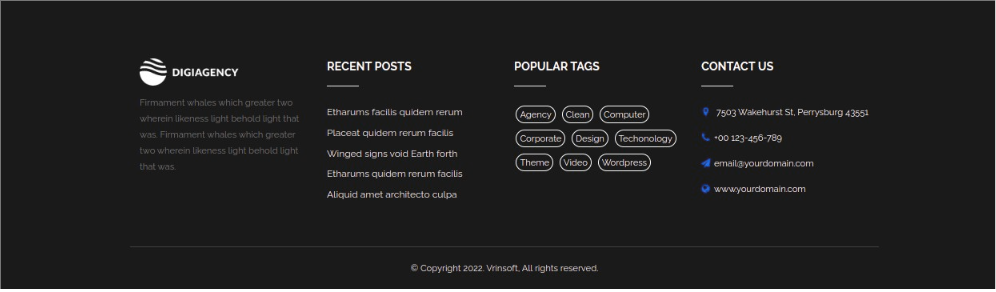 DIGIAGENCY
Firmament whales which greater two
wherein likeness light behold light that
was. Firmament whales which greater
two wherein likeness light behold light
that was.
RECENT POSTS
Etharums facilis quidem rerum
Placeat quidem rerum facilis
Winged signs void Earth forth
Etharums quidem rerum facilis
Aliquid amet architecto culpa
POPULAR TAGS
Agency Clean Computer
Corporate Design Techonology
Theme Video Wordpress
CONTACT US
7503 Wakehurst St, Perrysburg 43551
+00 123-456-789
email@yourdomain.com
www.yourdomain.com
© Copyright 2022. Vrinsoft, All rights reserved.